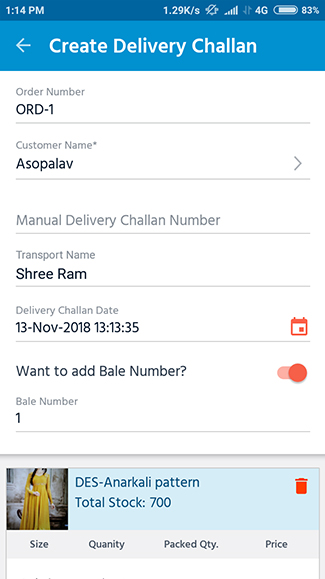 1:14 PM 1.29K/s 4G 83%
Create Delivery Challan
Order Number
ORD-1
Customer Name*
Asopalav
Manual Delivery Challan Number
Transport Name
Shree Ram
Delivery Challan Date
13-Nov-2018 13:13:35
Want to add Bale Number?
Bale Number
1
DES-Anarkali pattern
Total Stock: 700
Size Quanity Packed Qty. Price